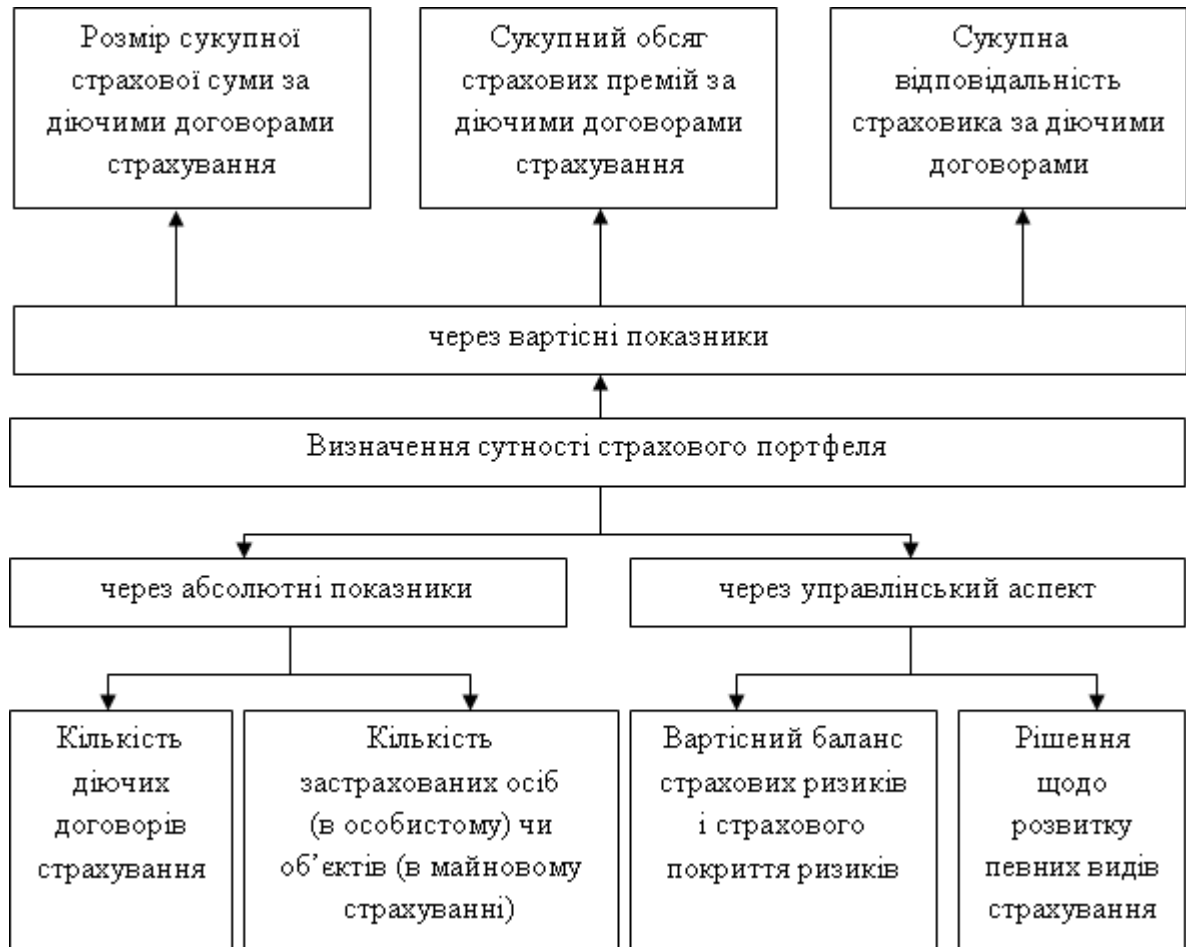 Розмір сукупної
страхової суми за
діючими договорами
страхування
Сукупний обсяг
страхових премій за
діючими договорами
страхування
Сукупна
відповідальність
страховика за діючими
договорами
через вартісні показники
Визначення сутності страхового портфеля
через абсолютні показники
через управлінський аспект
Кількість
діючих
договорів
страхування
Кількість
застрахованих осіб
(в особистому) чи
об’єктів (в майновому
страхуванні)
Вартісний баланс
страхових ризиків
і страхового
покриття ризиків
Рішення
щодо
розвитку
певних видів
страхування